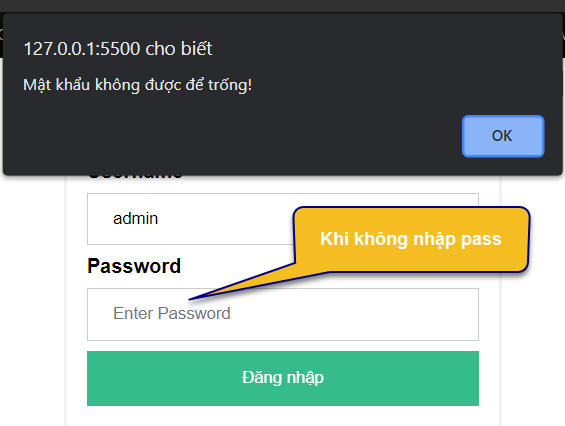 127.0.0.1:5500 cho biết
Mật khẩu không được để trống!
OK
Username
admin
Khi không nhập pass
Password
Enter Password
Đăng nhập